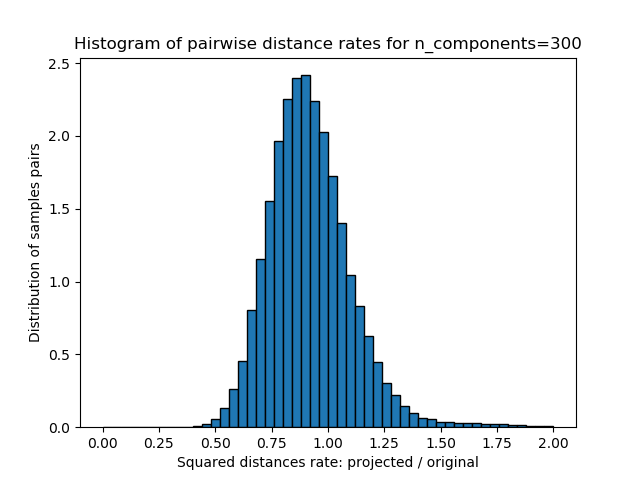 Histogram of pairwise distance rates for n_components=300
2.5
2.0
1.5
1.0
0.5
0.0
Distribution of samples pairs
0.00 0.25 0.50 0.75 1.00 1.25 1.50 1.75 2.00
Squared distances rate: projected / original